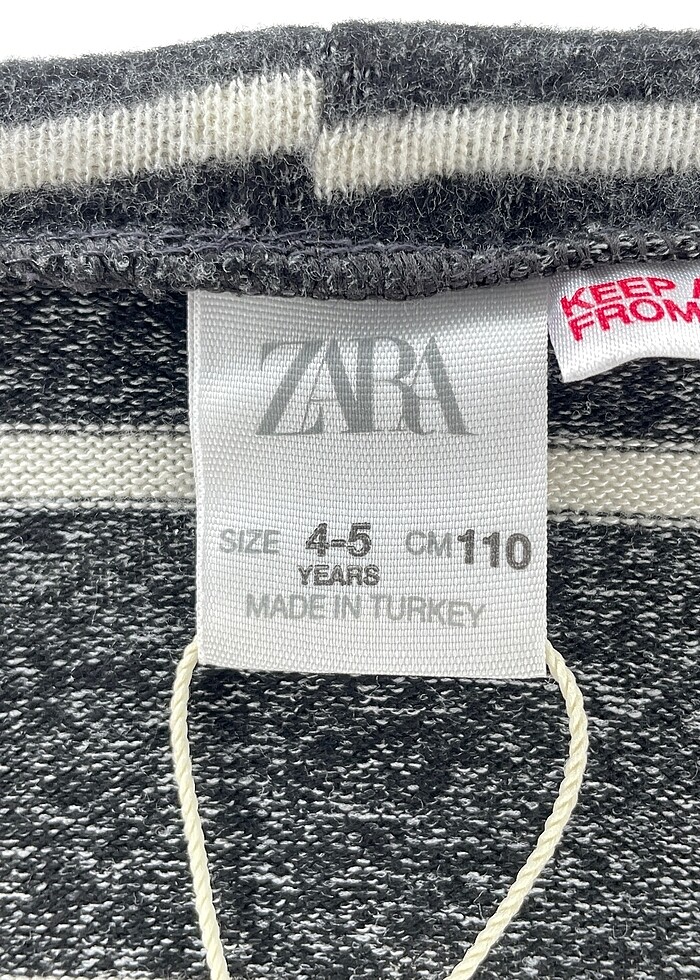 ZARA
KEEP
FROM
SIZE 4-5 CM 110
YEARS
MADE IN TURKEY